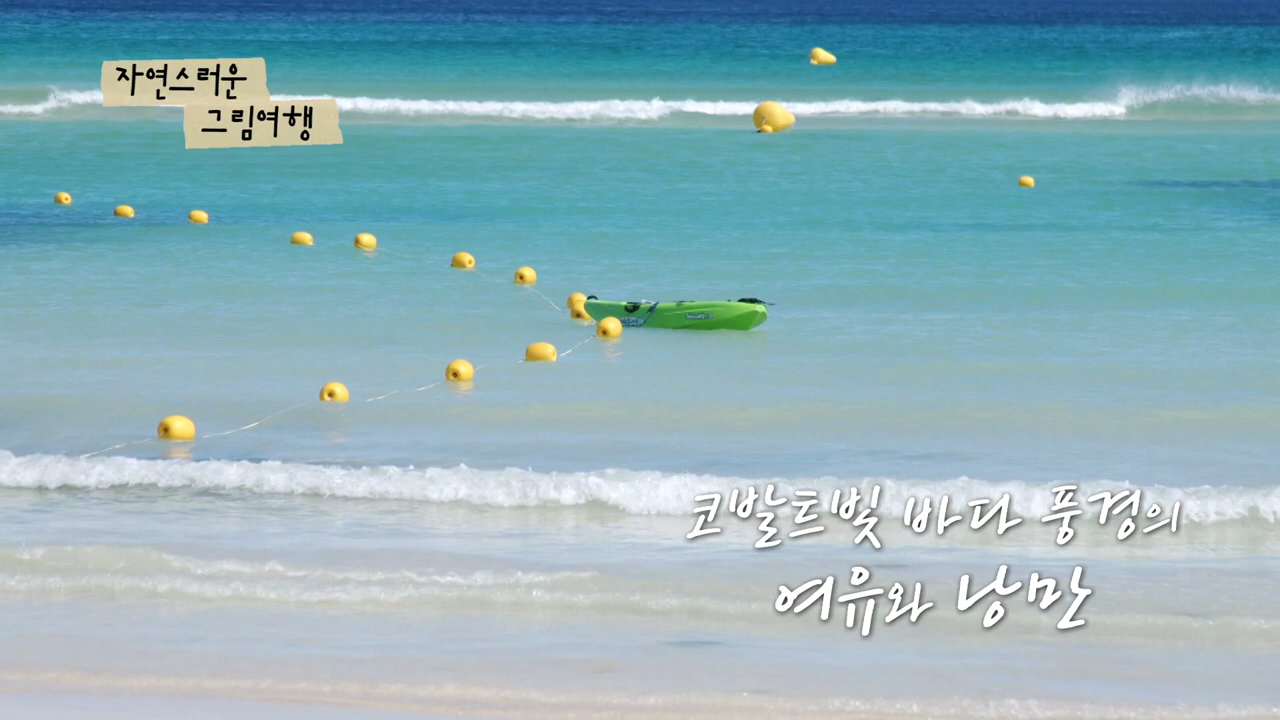 자연스러운
그림여행
코발트빛 바다 풍경의
여유와 낭만